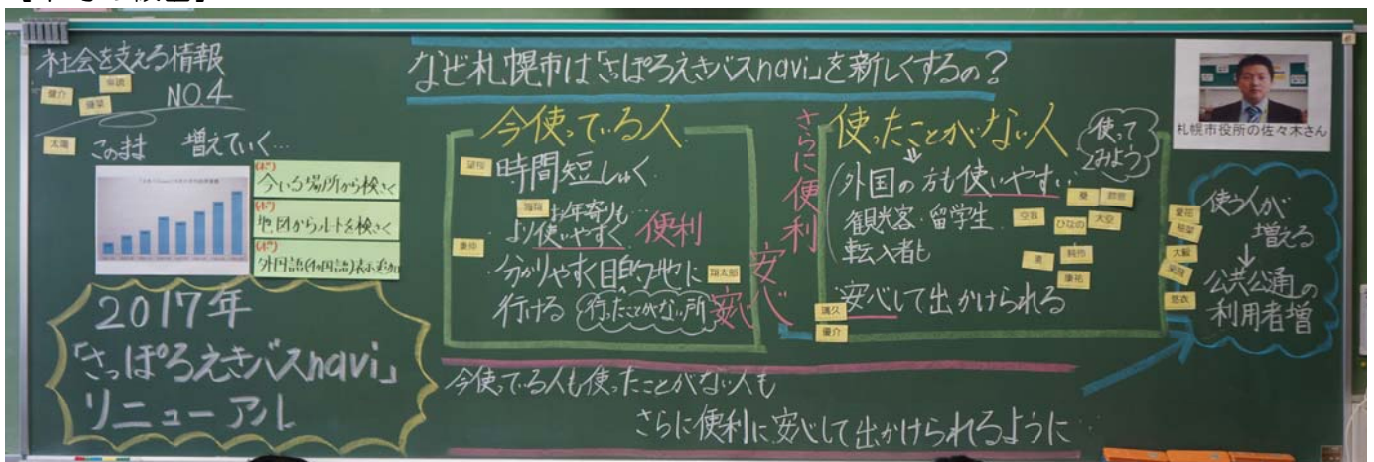 社会を支える情報
NO.4
このまま 増えていく…
(ポ)
今いる場所から検さく
(ポ)
地図からルートを検さく
(ポ)
2017年
「さっぽろえきバスnavi」
リニューアル
なぜ札幌市は「さっぽろえきバスnavi」を新しくするの？
今使っている人
時間短しゅく
お年寄りも…
より使いやすく 便利
分かりやすく目的地に
行ける
行ったことがない所
安心
さらに便利
安心
使ったことがない人
使って
みよう
外国の方も使いやすい
観光客・留学生
転入者も
安心して出かけられる
今使っている人も使ったことがない人も
さらに便利に安心して出かけられるように…
札幌市役所の佐々木さん
使う人が
増える
↓
公共交通の
利用者増